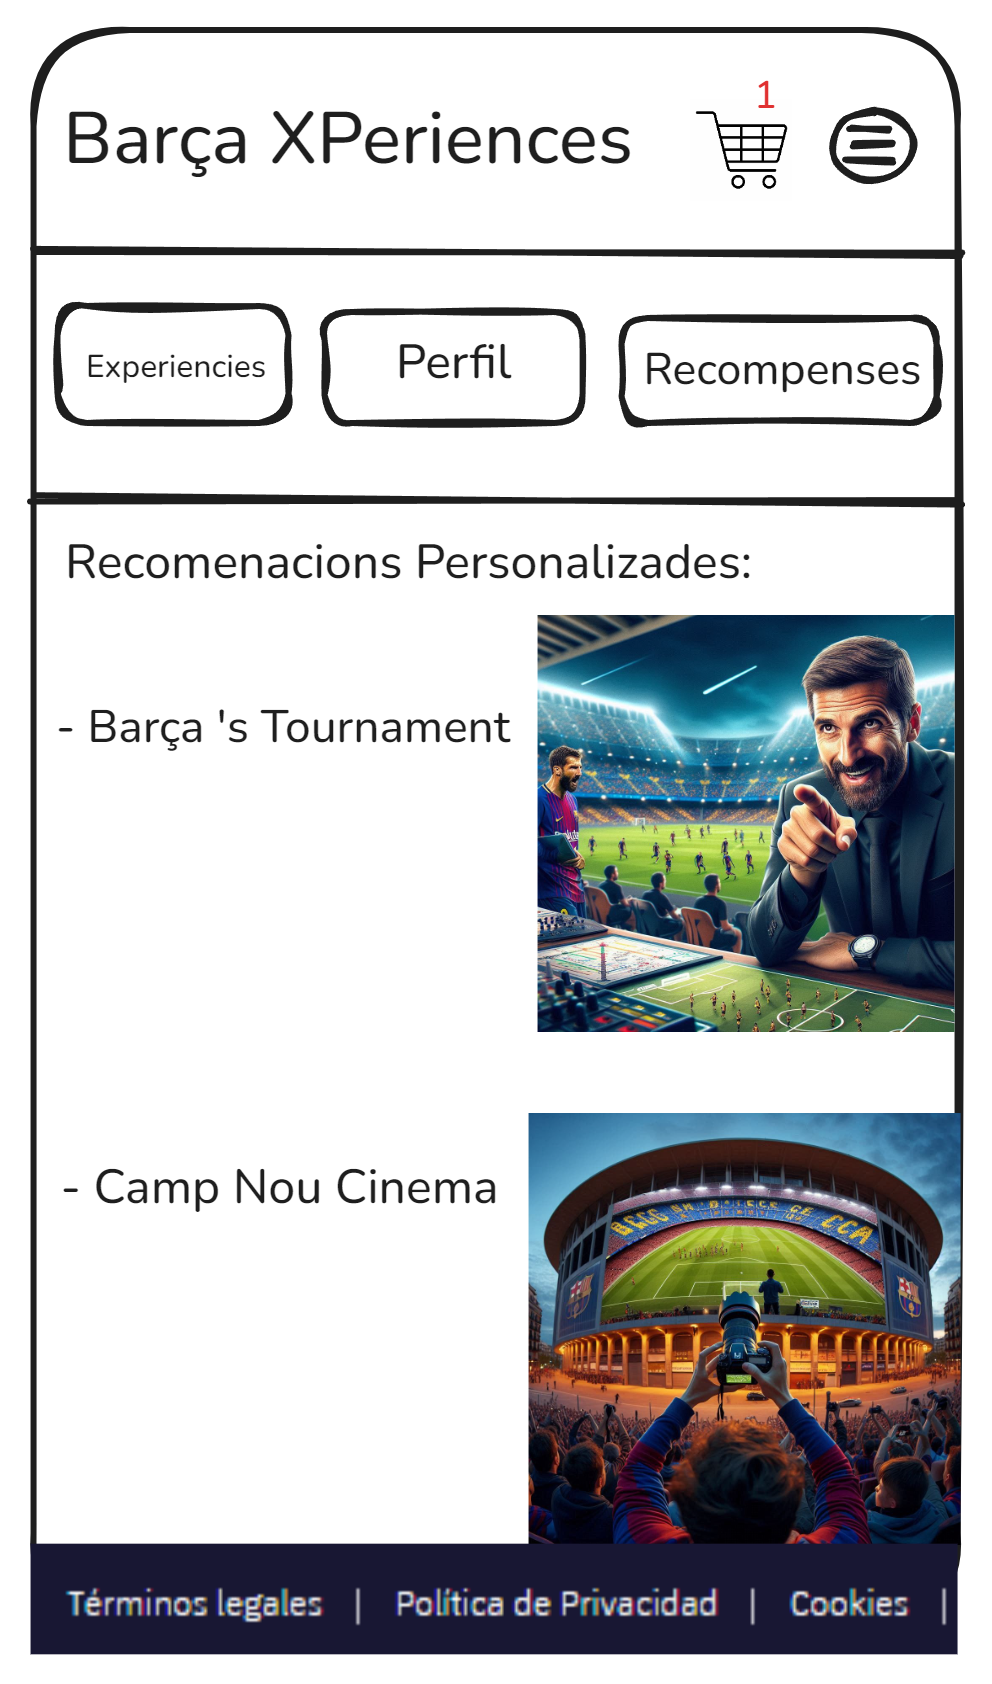 Barça XPeriences
1
Experiencies
Perfil
Recompenses
Recomenacions Personalizades:
- Barça 's Tournament
- Camp Nou Cinema
Términos legales | Política de Privacidad | Cookies |